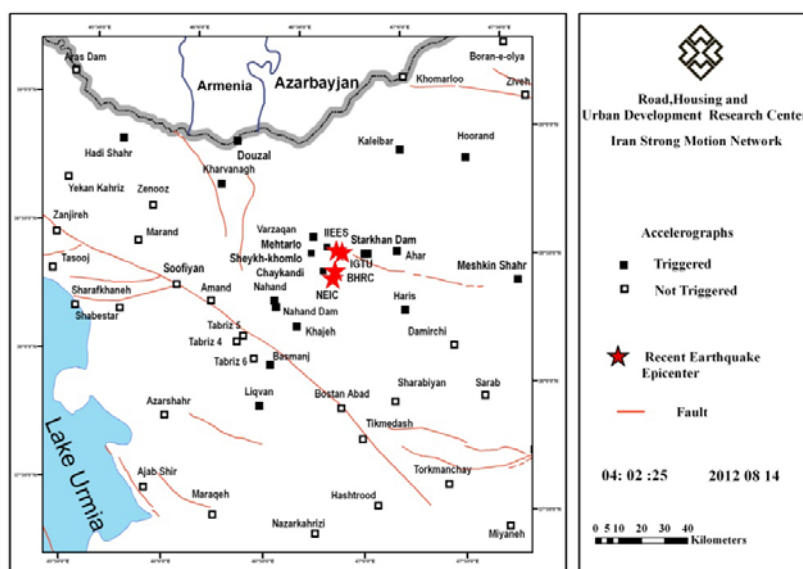 Boran-e-olya
Aras Dam
Armenia
Azarbayjan
Khomarloo
Ziveh
Hadi Shahr
Douzal
Kaleibar
Hoorand
Kharvanagh
Yekan Kahriz
Zenooz
Zanjireh
Marand
Varzaqan
IIEES
Starkhan Dam
Mehtarlo
Tasooj
Sheykh-khomlo
IGTU
Ahar
Soofiyan
Chaykandi
BHRC
Meshkin Shahr
Sharafkhaneh
Amand
Nahand
NEIC
Shabestar
Nahand Dam
Haris
Tabriz 5
Khajeh
Tabriz 4
Damirchi
Tabriz 6
Basmanj
Liqvan
Bostan Abad
Sharabiyan
Sarab
Azarshahr
Tikmedash
Lake Urmia
Ajab Shir
Torkmanchay
Maraqeh
Hashtrood
Nazarkahrizi
Miyaneh
Road,Housing and
Urban Development Research Center
Iran Strong Motion Network
Accelerographs
Triggered
Not Triggered
Recent Earthquake
Epicenter
Fault
04: 02 :25 2012 08 14
0 5 10 20 30 40
Kilometers